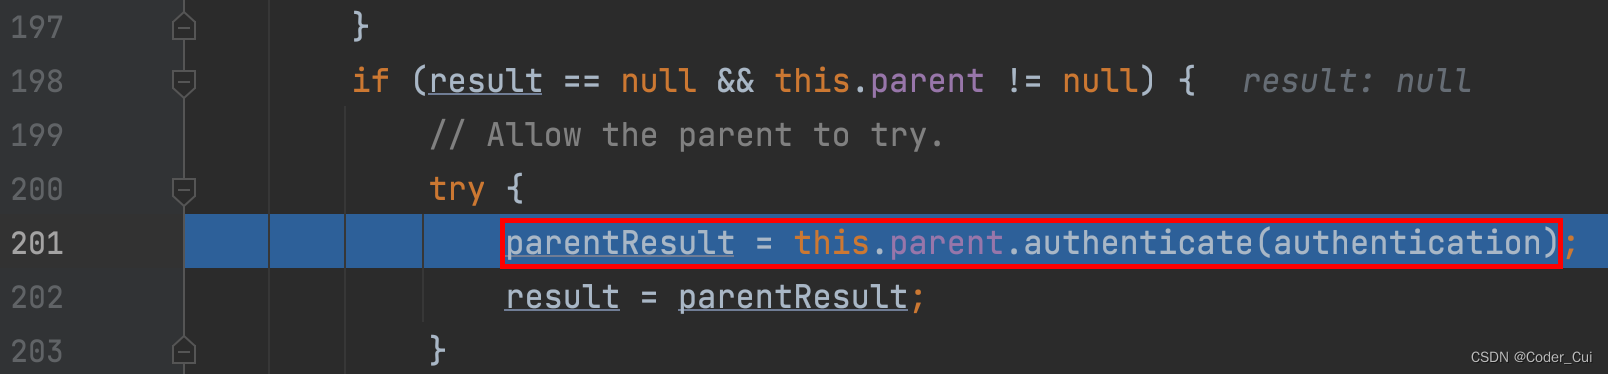 197 }
198 if (result == null && this.parent != null) { result: null
199 // Allow the parent to try.
200 try {
201 parentResult = this.parent.authenticate(authentication);
202 result = parentResult;
203 }
CSDN @Coder_Cui